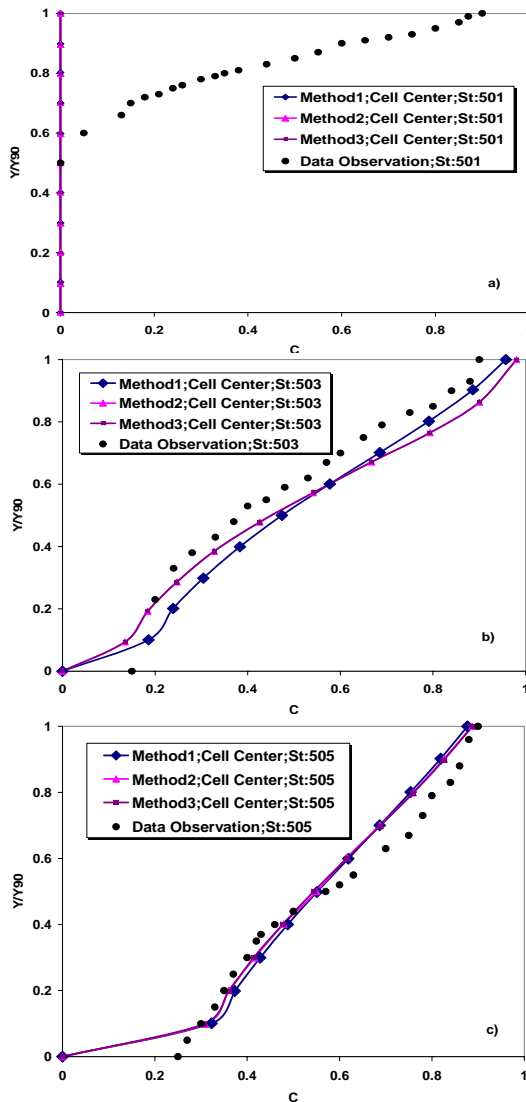 1
0.8
0.6
0.4
0.2
0
Y/Y90
Method1;Cell Center;St:501
Method2;Cell Center;St:501
Method3;Cell Center;St:501
Data Observation;St:501
a)
0 0.2 0.4 0.6 0.8
C
1
0.8
0.6
0.4
0.2
0
Y/Y90
Method1;Cell Center;St:503
Method2;Cell Center;St:503
Method3;Cell Center;St:503
Data Observation;St:503
b)
0 0.2 0.4 0.6 0.8 1
C
1
0.8
0.6
0.4
0.2
0
Y/Y90
Method1;Cell Center;St:505
Method2;Cell Center;St:505
Method3;Cell Center;St:505
Data Observation;St:505
c)
0 0.2 0.4 0.6 0.8 1
C